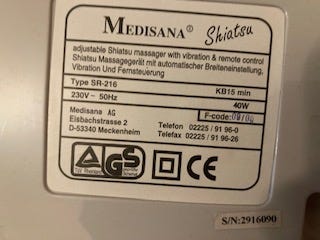 MEDISANA Shiatsu
adjustable Shiatsu massager with vibration & remote control
Shiatsu Massagegerät mit automatischer Breiteneinstellung,
Vibration und Fernsteuerung
Type SR-216 KB15 min
230V ~ 50Hz 40W
F-code:
Medisana AG
Elsbachstrasse 2 Telefon 02225 / 91 96-0
D-53340 Meckenheim Telefax 02225 / 91 96-26
GS
S/N:2916090